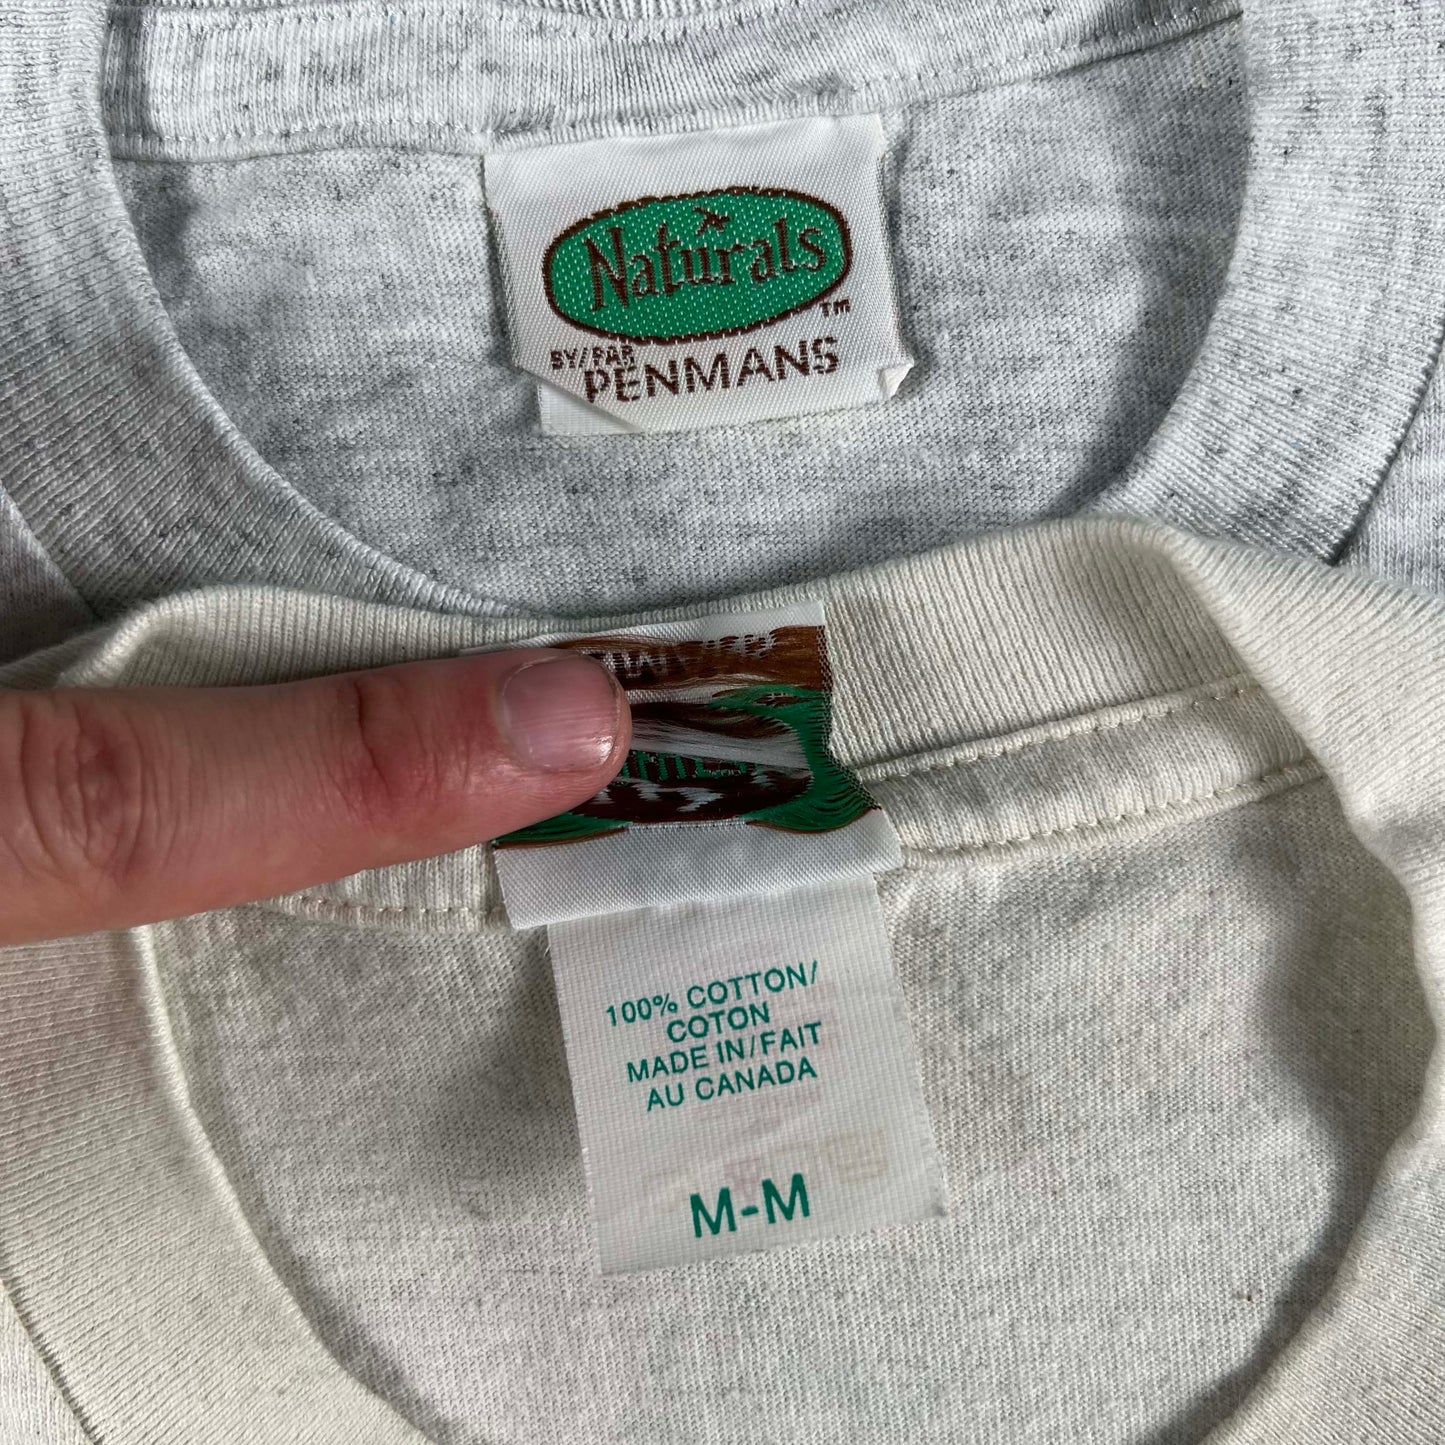 Naturals
TM
BY/PAR
PENMANS
100% COTTON/
COTON
MADE IN/FAIT
AU CANADA
M-M